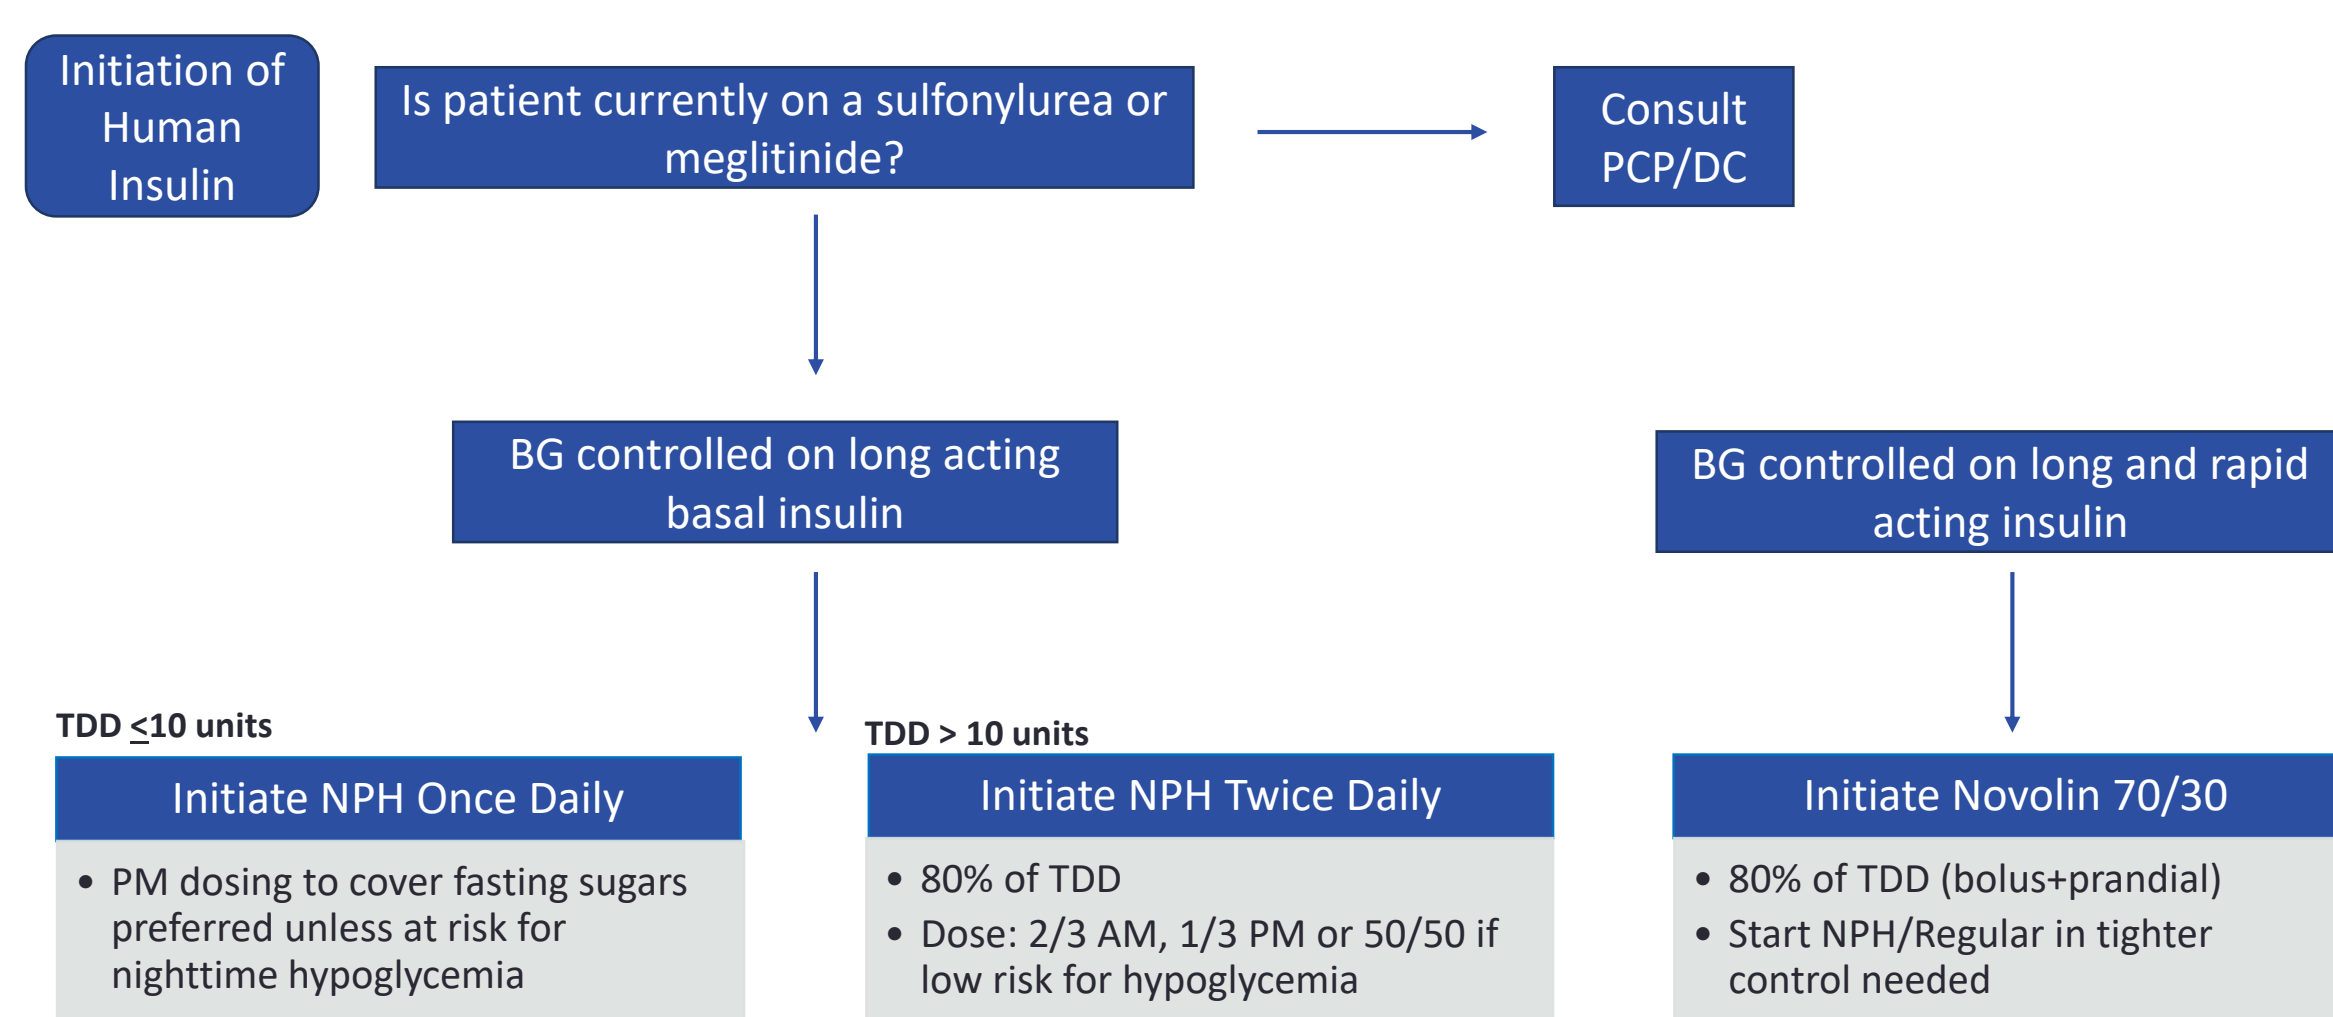 Initiation of
Human
Insulin
Is patient currently on a sulfonylurea or
meglitinide?
Consult
PCP/DC
BG controlled on long acting
basal insulin
BG controlled on long and rapid
acting insulin
TDD ≤10 units
Initiate NPH Once Daily
• PM dosing to cover fasting sugars
preferred unless at risk for
nighttime hypoglycemia
TDD > 10 units
Initiate NPH Twice Daily
• 80% of TDD
• Dose: 2/3 AM, 1/3 PM or 50/50 if
low risk for hypoglycemia
Initiate Novolin 70/30
• 80% of TDD (bolus+prandial)
• Start NPH/Regular in tighter
control needed